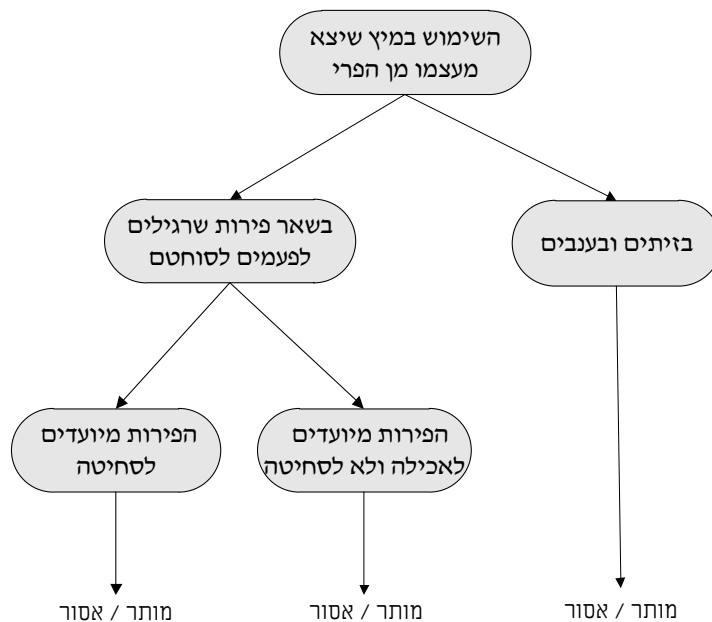 השימוש במיץ שיצא
מעצמו מן הפרי
בזיתים ובענבים
בשאר פירות שרגילים
לפעמים לסוחטם
הפירות מיועדים
לאכילה ולא לסחיטה
הפירות מיועדים
לסחיטה
מותר / אסור
מותר / אסור
מותר / אסור